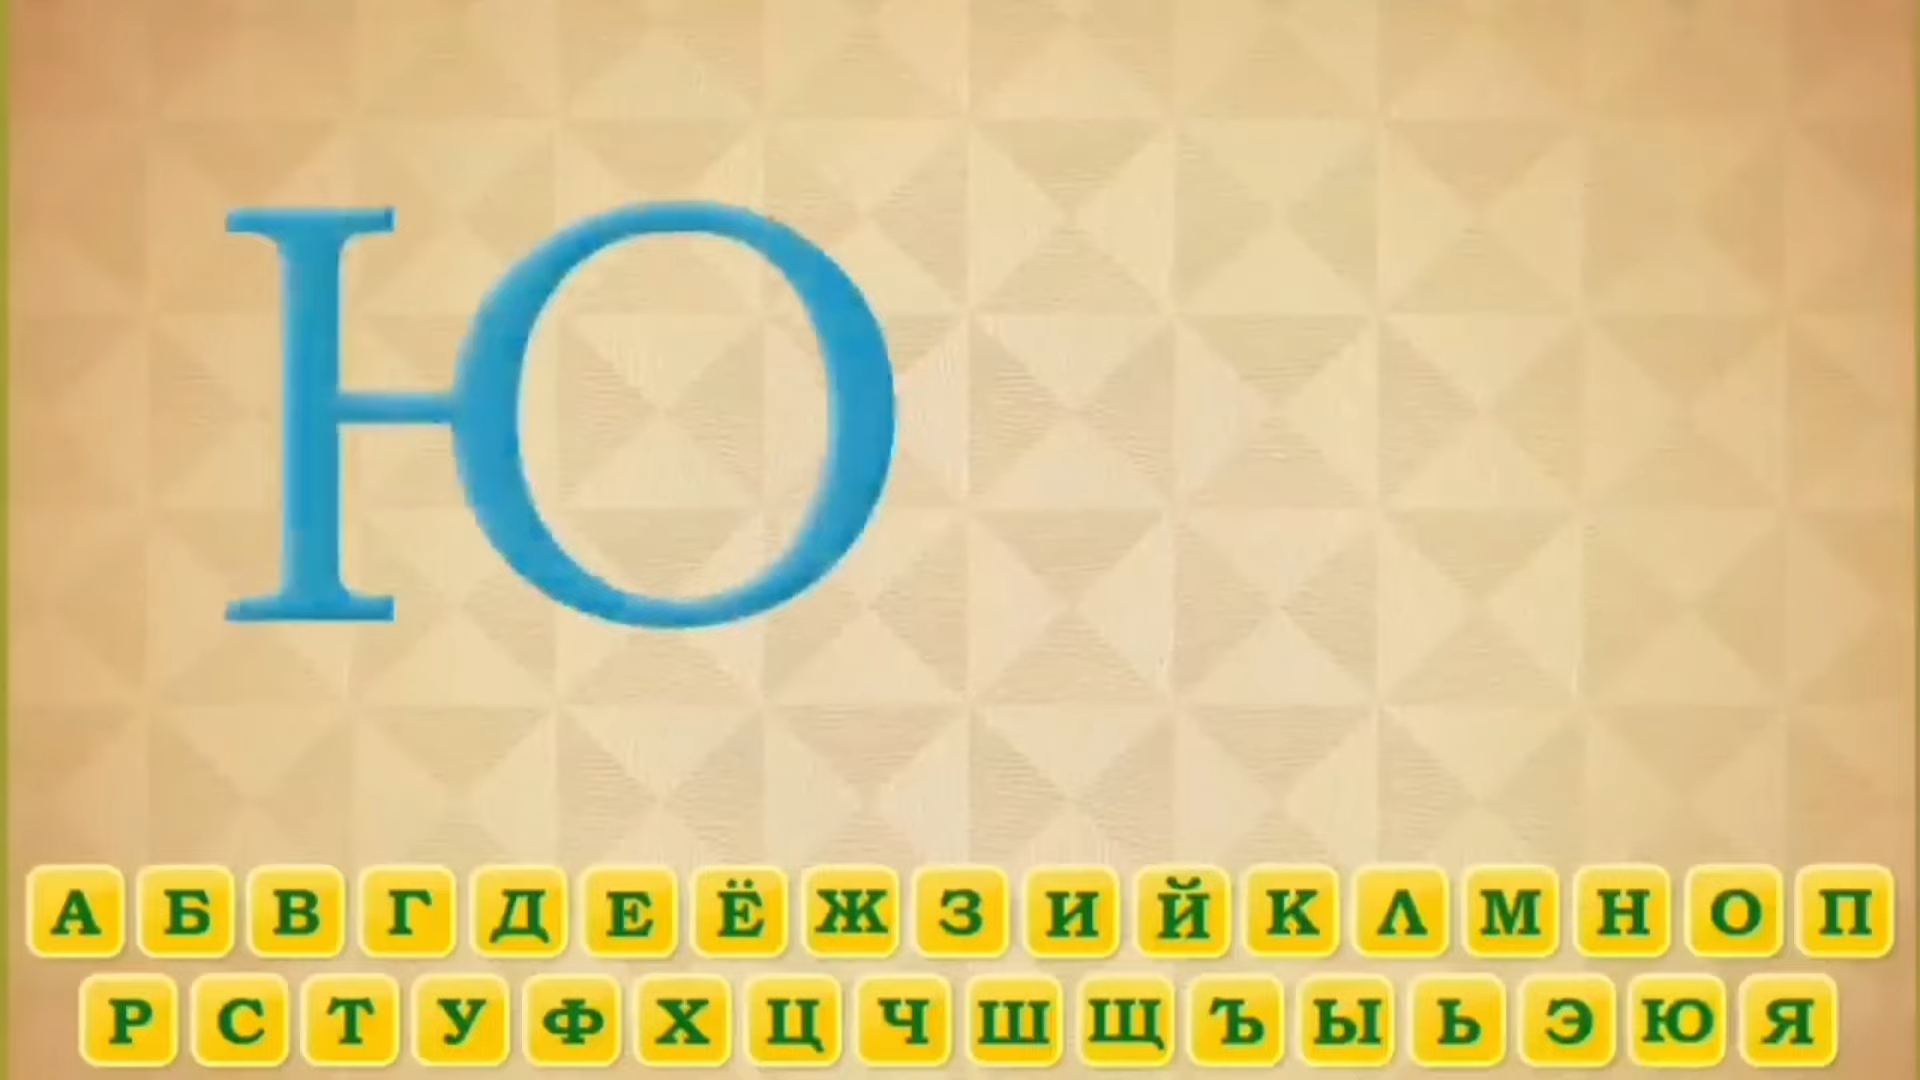 Ю
А Б В Г Д Е Ё Ж З И Й К Л М Н О П
Р С Т У Ф Х Ц Ч Ш Щ Ъ Ы Ь Э Ю Я